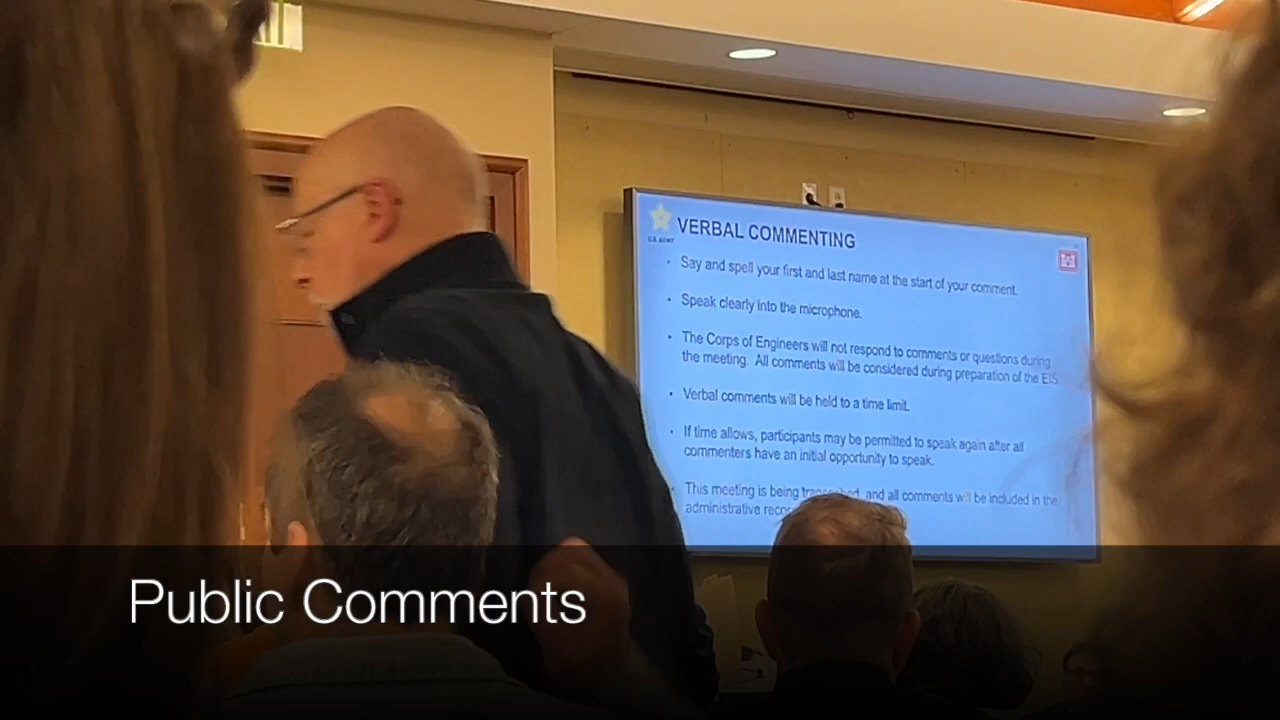 U.S. ARMY
VERBAL COMMENTING
• Say and spell your first and last name at the start of your comment.
• Speak clearly into the microphone.
• The Corps of Engineers will not respond to comments or questions during
the meeting. All comments will be considered during preparation of the EIS.
• Verbal comments will be held to a time limit.
• If time allows, participants may be permitted to speak again after all
commenters have an initial opportunity to speak.
• This meeting is being and all comments will be included in the
administrative
Public Comments